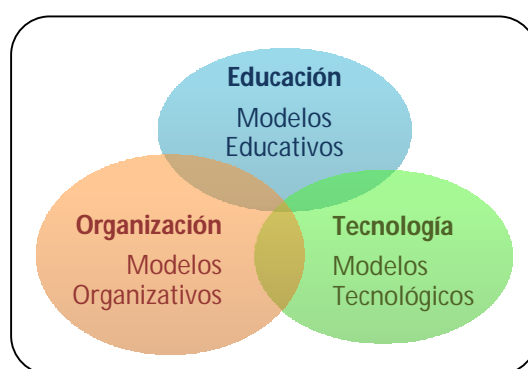 Educación
Modelos
Educativos
Organización
Modelos
Organizativos
Tecnología
Modelos
Tecnológicos